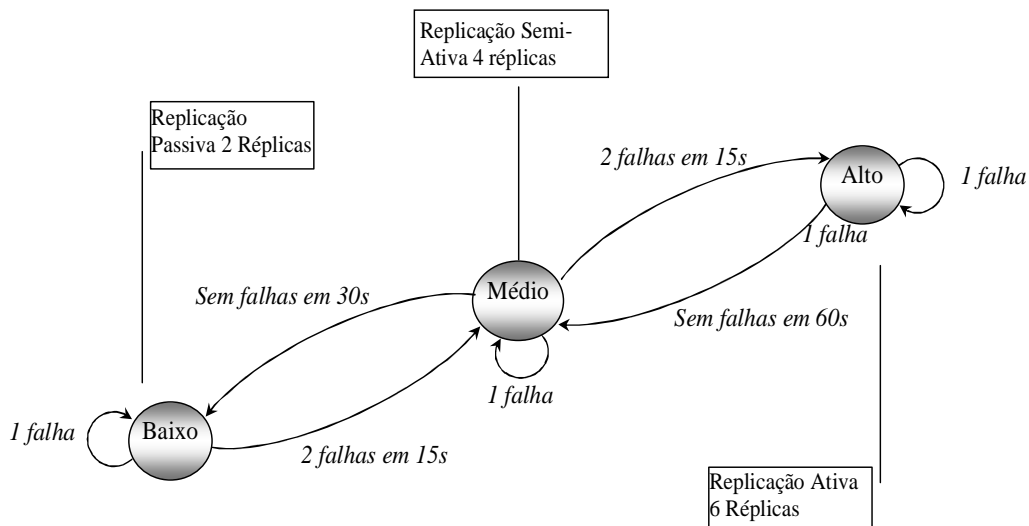 Replicação Semi-
Ativa 4 réplicas
Replicação
Passiva 2 Réplicas
2 falhas em 15s
Alto
1 falha
1 falha
Médio
Sem falhas em 30s
Sem falhas em 60s
1 falha
1 falha
Baixo
2 falhas em 15s
Replicação Ativa
6 Réplicas